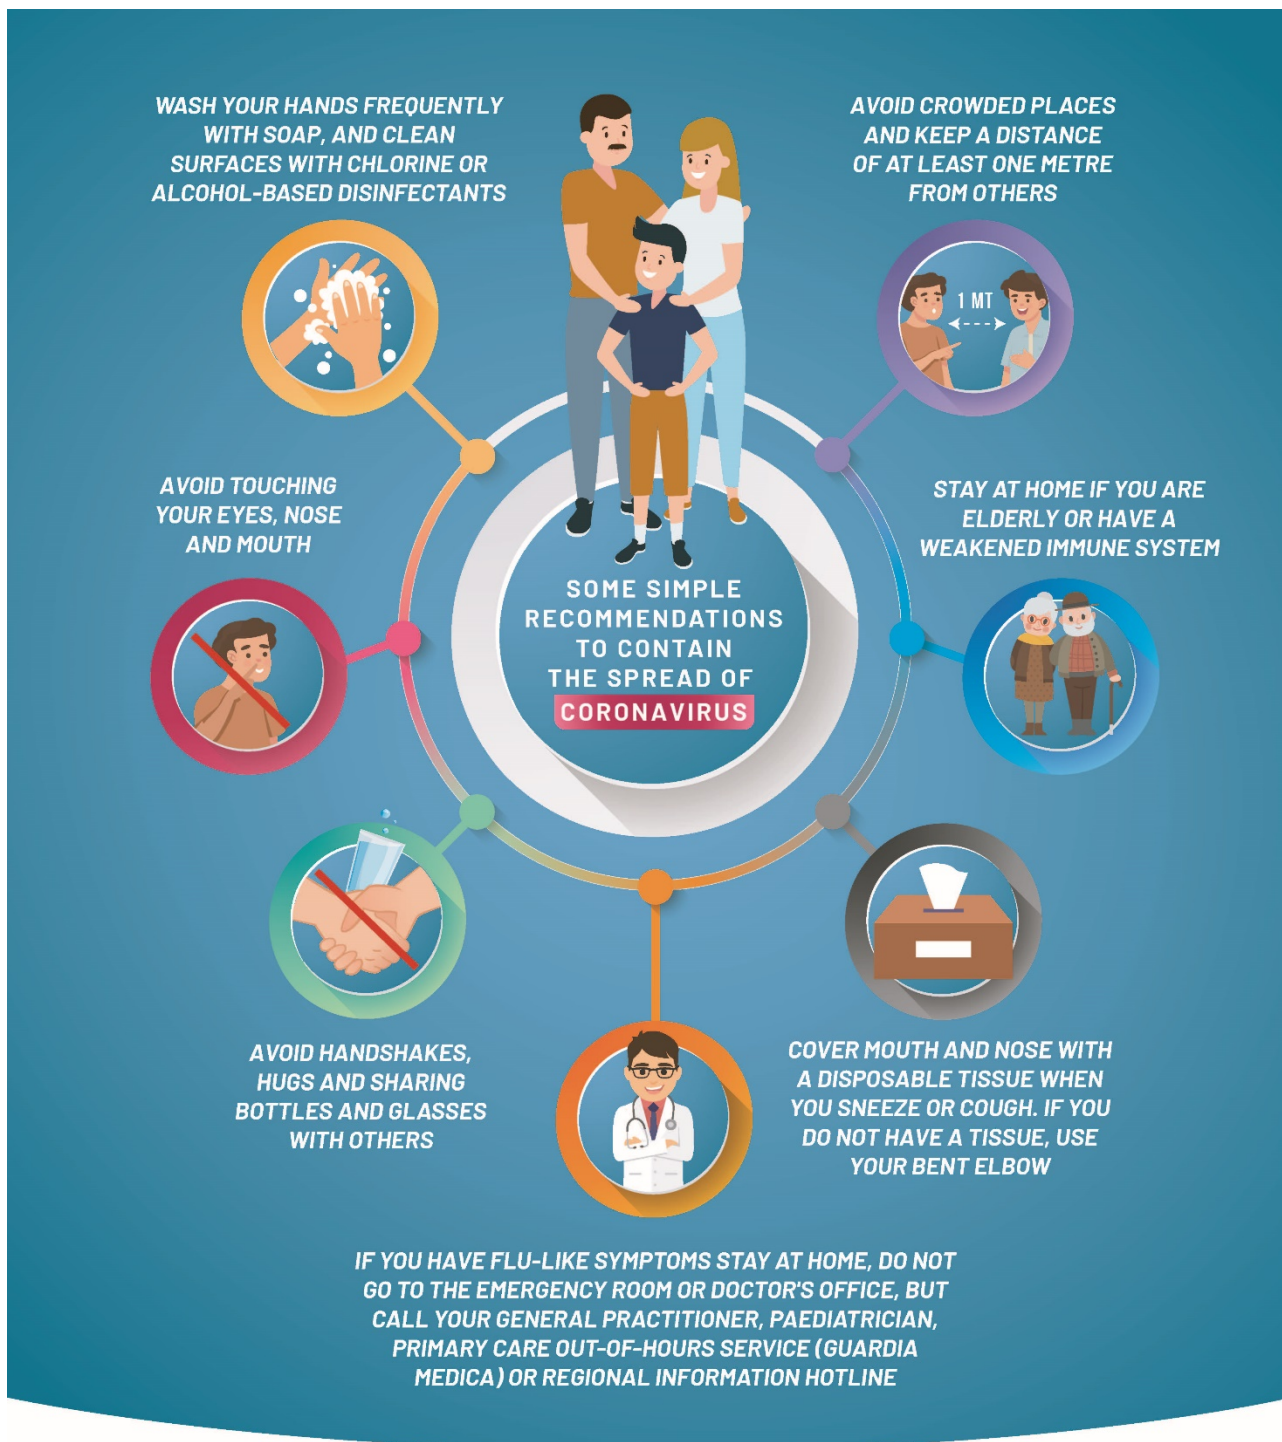 WASH YOUR HANDS FREQUENTLY
WITH SOAP, AND CLEAN
SURFACES WITH CHLORINE OR
ALCOHOL-BASED DISINFECTANTS
AVOID CROWDED PLACES
AND KEEP A DISTANCE
OF AT LEAST ONE METRE
FROM OTHERS
1 MT
AVOID TOUCHING
YOUR EYES, NOSE
AND MOUTH
STAY AT HOME IF YOU ARE
ELDERLY OR HAVE A
WEAKENED IMMUNE SYSTEM
SOME SIMPLE
RECOMMENDATIONS
TO CONTAIN
THE SPREAD OF
CORONAVIRUS
AVOID HANDSHAKES,
HUGS AND SHARING
BOTTLES AND GLASSES
WITH OTHERS
COVER MOUTH AND NOSE WITH
A DISPOSABLE TISSUE WHEN
YOU SNEEZE OR COUGH. IF YOU
DO NOT HAVE A TISSUE, USE
YOUR BENT ELBOW
IF YOU HAVE FLU-LIKE SYMPTOMS STAY AT HOME, DO NOT
GO TO THE EMERGENCY ROOM OR DOCTOR'S OFFICE, BUT
CALL YOUR GENERAL PRACTITIONER, PAEDIATRICIAN,
PRIMARY CARE OUT-OF-HOURS SERVICE (GUARDIA
MEDICA) OR REGIONAL INFORMATION HOTLINE